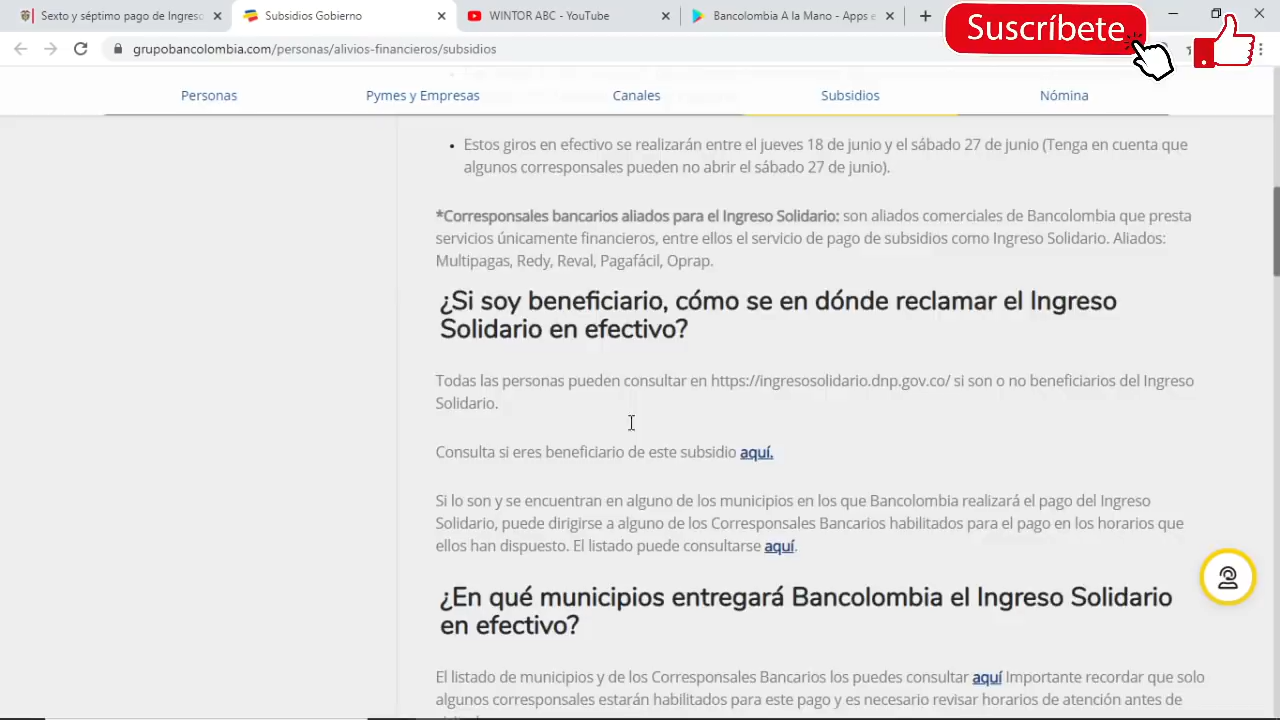 Sexto y séptimo pago de Ingreso
Subsidios Gobierno
WINTOR ABC - YouTube
Bancolombia A la Mano - Apps e
Suscríbete
grupobancolombia.com/personas/alivios-financieros/subsidios
Personas
Pymes y Empresas
Canales
Subsidios
Nómina
• Estos giros en efectivo se realizarán entre el jueves 18 de junio y el sábado 27 de junio (Tenga en cuenta que
algunos corresponsales pueden no abrir el sábado 27 de junio).
*Corresponsales bancarios aliados para el Ingreso Solidario: son aliados comerciales de Bancolombia que presta
servicios únicamente financieros, entre ellos el servicio de pago de subsidios como Ingreso Solidario. Aliados:
Multipagas, Redy, Reval, Pagafácil, Oprap.
¿Si soy beneficiario, cómo se en dónde reclamar el Ingreso
Solidario en efectivo?
Todas las personas pueden consultar en https://ingresosolidario.dnp.gov.co/ si son o no beneficiarios del Ingreso
Solidario.
Consulta si eres beneficiario de este subsidio aquí.
Si lo son y se encuentran en alguno de los municipios en los que Bancolombia realizará el pago del Ingreso
Solidario, puede dirigirse a alguno de los Corresponsales Bancarios habilitados para el pago en los horarios que
ellos han dispuesto. El listado puede consultarse aquí.
¿En qué municipios entregará Bancolombia el Ingreso Solidario
en efectivo?
El listado de municipios y de los Corresponsales Bancarios los puedes consultar aquí Importante recordar que solo
algunos corresponsales estarán habilitados para este pago y es necesario revisar horarios de atención antes de